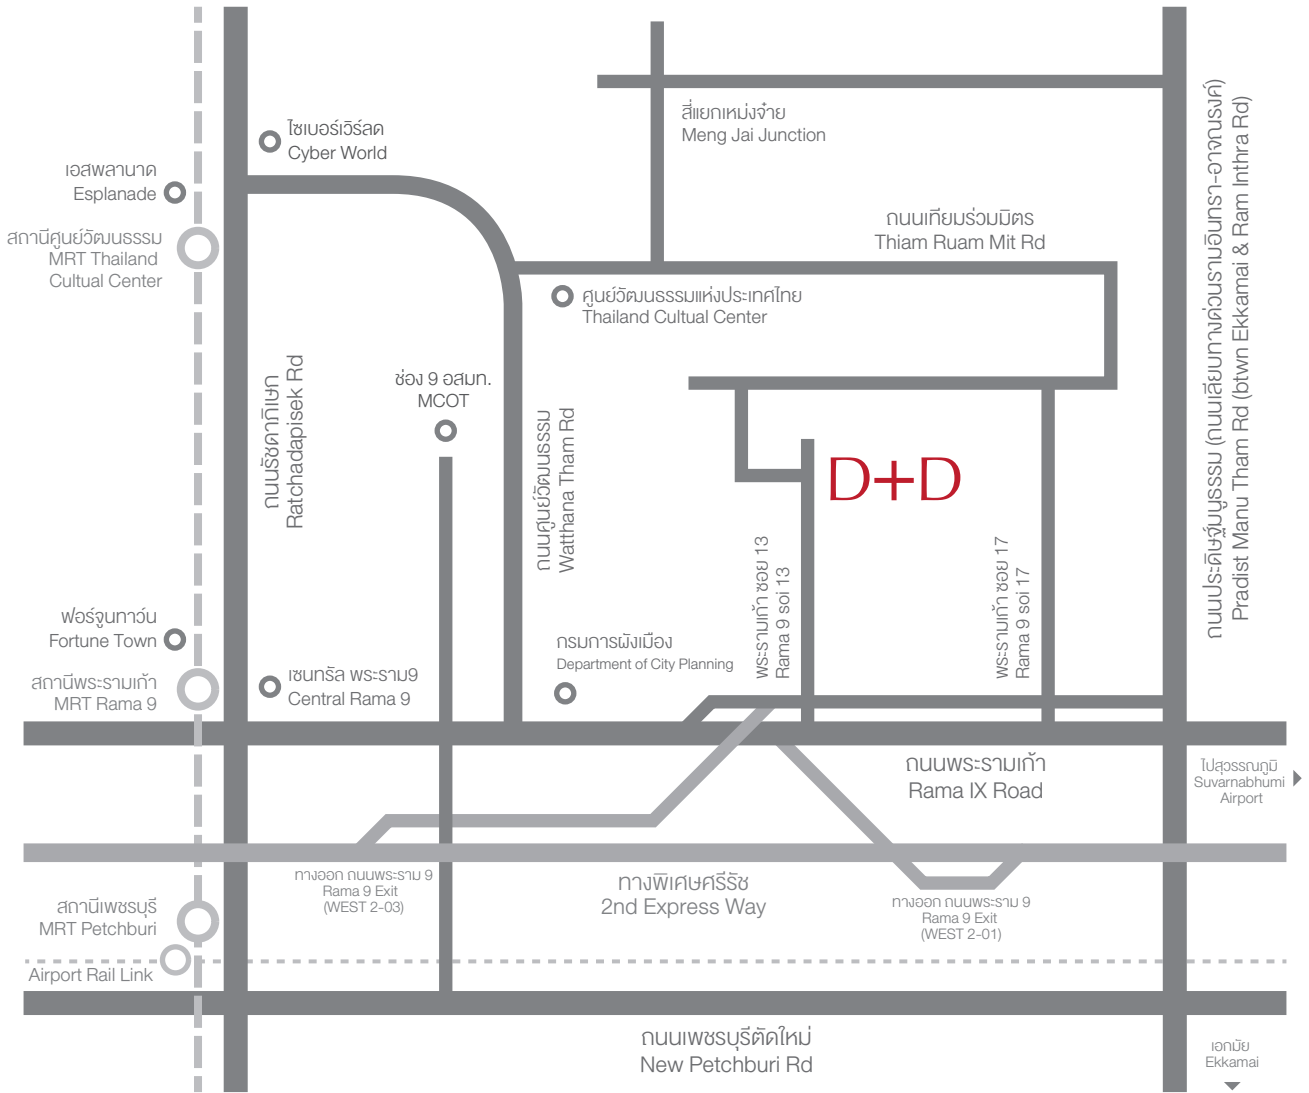 ไซเบอร์เวิร์ลด
Cyber World
เอสพลานาด
Esplanade
สถานีศูนย์วัฒนธรรม
MRT Thailand
Cultual Center
สี่แยกเหม่งจ๋าย
Meng Jai Junction
ถนนเทียมร่วมมิตร
Thiam Ruam Mit Rd
ศูนย์วัฒนธรรมแห่งประเทศไทย
Thailand Cultual Center
ถนนประดิษฐ์มนูธรรม (ถนนเลียบทางด่วนรามอินทรา-อาจณรงค์)
Pradist Manu Tham Rd (btwn Ekkamai & Ram Inthra Rd)
ถนนรัชดาภิเษก
Ratchadapisek Rd
ช่อง 9 อสมท.
MCOT
ถนนศูนย์วัฒนธรรม
Watthana Tham Rd
D+D
พระรามเก้า ซอย 13
Rama 9 soi 13
พระรามเก้า ซอย 17
Rama 9 soi 17
ฟอร์จูนทาว์น
Fortune Town
สถานีพระรามเก้า
MRT Rama 9
เซนทรัล พระราม9
Central Rama 9
กรมการผังเมือง
Department of City Planning
ถนนพระรามเก้า
Rama IX Road
ไปสุวรรณภูมิ
Suvarnabhumi
Airport
ทางออก ถนนพระราม 9
Rama 9 Exit
(WEST 2-03)
ทางพิเศษศรีรัช
2nd Express Way
ทางออก ถนนพระราม 9
Rama 9 Exit
(WEST 2-01)
สถานีเพชรบุรี
MRT Petchburi
Airport Rail Link
ถนนเพชรบุรีตัดใหม่
New Petchburi Rd
เอกมัย
Ekkamai